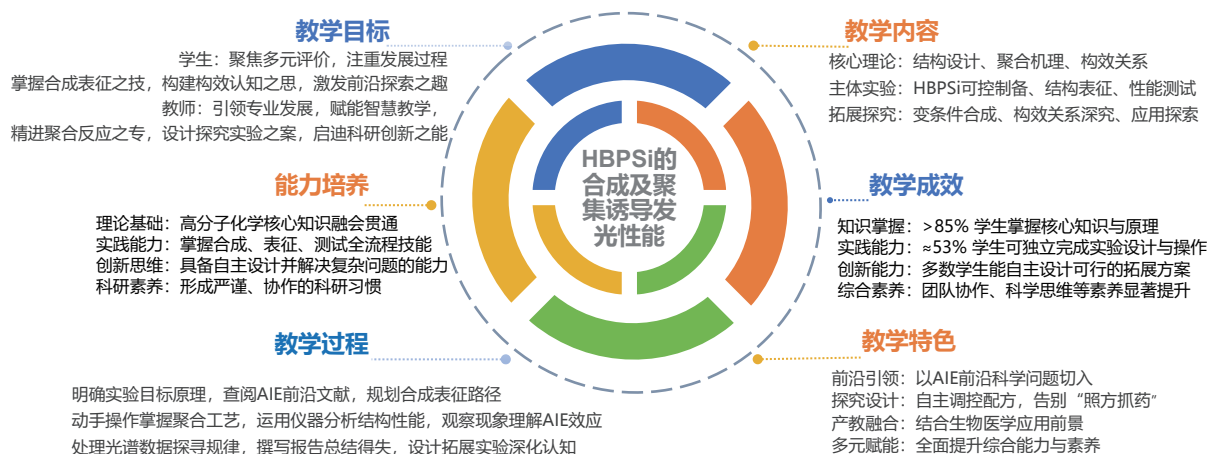 教学目标
学生：聚焦多元评价，注重发展过程
掌握合成表征之技，构建构效认知之思，激发前沿探索之趣
教师：引领专业发展，赋能智慧教学，
精进聚合反应之专，设计探究实验之案，启迪科研创新之能
教学内容
核心理论：结构设计、聚合机理、构效关系
主体实验：HBPSi可控制备、结构表征、性能测试
拓展探究：变条件合成、构效关系深究、应用探索
HBPSi的
合成及聚
集诱导发
光性能
能力培养
理论基础：高分子化学核心知识融会贯通
实践能力：掌握合成、表征、测试全流程技能
创新思维：具备自主设计并解决复杂问题的能力
科研素养：形成严谨、协作的科研习惯
教学成效
知识掌握：>85% 学生掌握核心知识与原理
实践能力：≈53% 学生可独立完成实验设计与操作
创新能力：多数学生能自主设计可行的拓展方案
综合素养：团队协作、科学思维等素养显著提升
教学过程
明确实验目标原理，查阅AIE前沿文献，规划合成表征路径
动手操作掌握聚合工艺，运用仪器分析结构性能，观察现象理解AIE效应
处理光谱数据探寻规律，撰写报告总结得失，设计拓展实验深化认知
教学特色
前沿引领：以AIE前沿科学问题切入
探究设计：自主调控配方，告别“照方抓药”
产教融合：结合生物医学应用前景
多元赋能：全面提升综合能力与素养